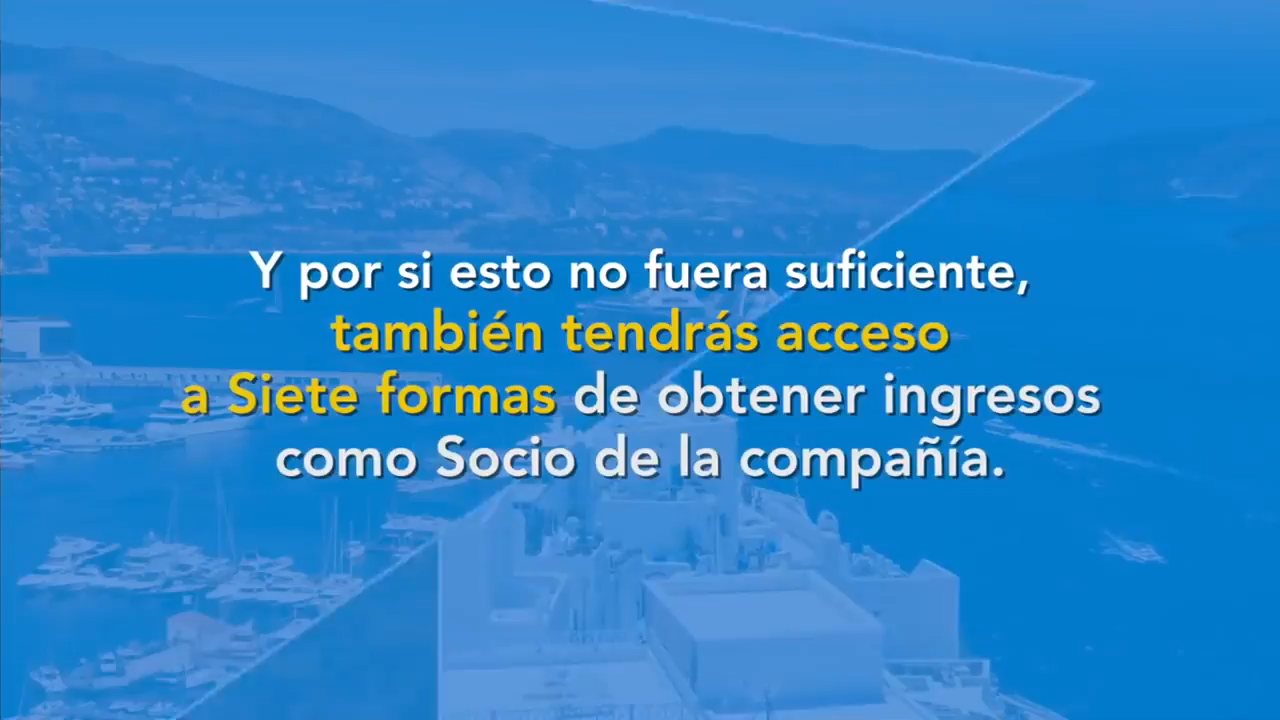 Y por si esto no fuera suficiente,
también tendrás acceso
a Siete formas de obtener ingresos
como Socio de la compañía.